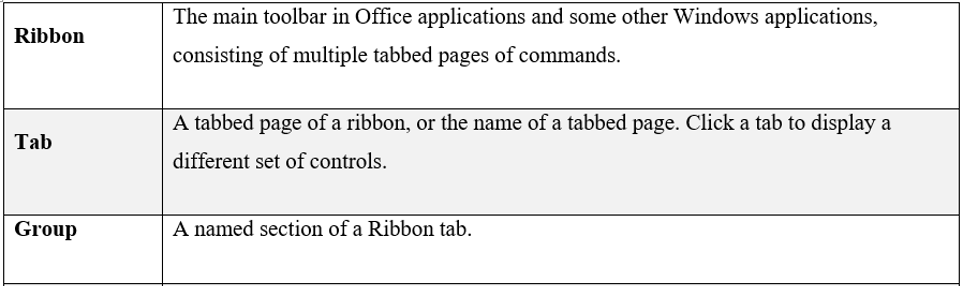 Ribbon
The main toolbar in Office applications and some other Windows applications,
consisting of multiple tabbed pages of commands.
Tab
A tabbed page of a ribbon, or the name of a tabbed page. Click a tab to display a
different set of controls.
Group
A named section of a Ribbon tab.